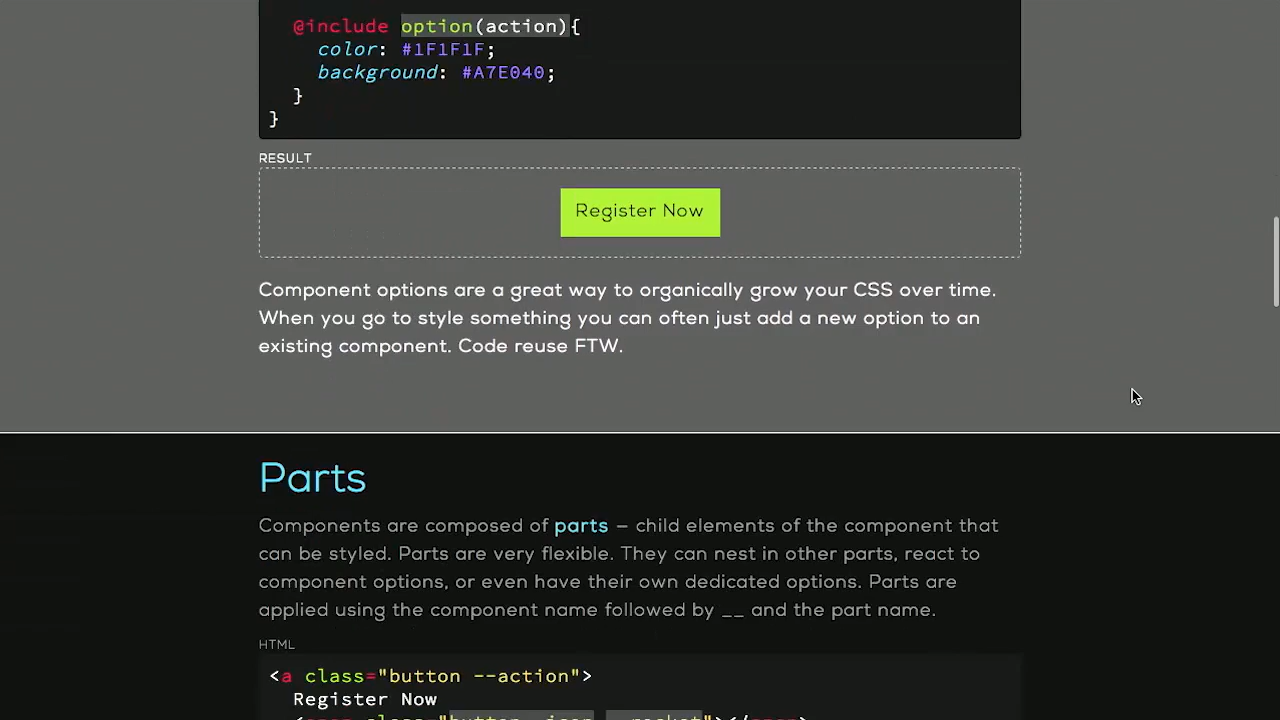 @include option(action){
color: #1F1F1F;
background: #A7E040;
}
}
RESULT
Register Now
Component options are a great way to organically grow your CSS over time.
When you go to style something you can often just add a new option to an
existing component. Code reuse FTW.
Parts
Components are composed of parts – child elements of the component that
can be styled. Parts are very flexible. They can nest in other parts, react to
component options, or even have their own dedicated options. Parts are
applied using the component name followed by __ and the part name.
HTML
<a class="button --action">
Register Now
<span class="button__icon --rocket"></span>